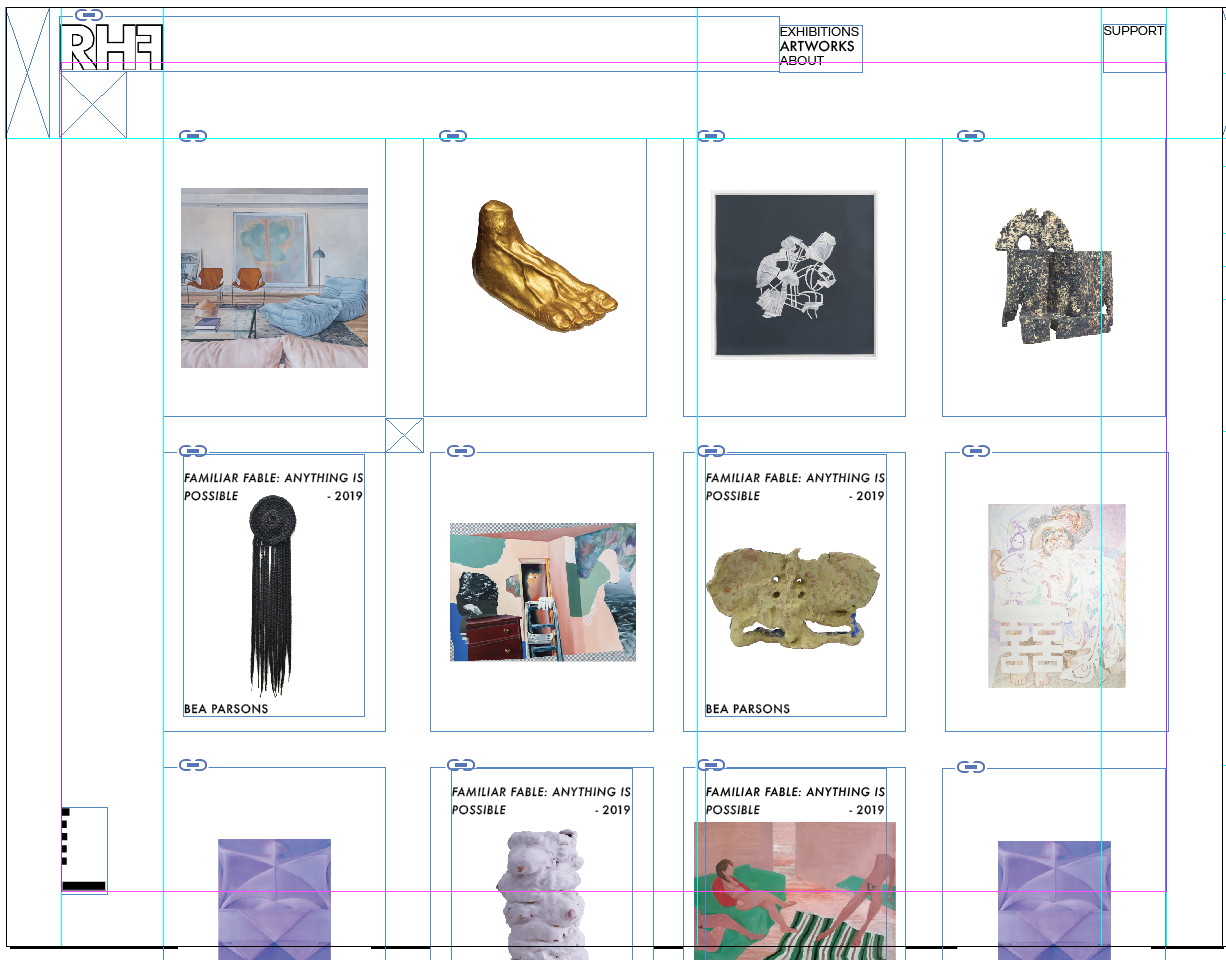 RHF
EXHIBITIONS
ARTWORKS
ABOUT
SUPPORT
FAMILIAR FABLE: ANYTHING IS
POSSIBLE - 2019
BEA PARSONS
FAMILIAR FABLE: ANYTHING IS
POSSIBLE - 2019
BEA PARSONS
FAMILIAR FABLE: ANYTHING IS
POSSIBLE - 2019
FAMILIAR FABLE: ANYTHING IS
POSSIBLE - 2019